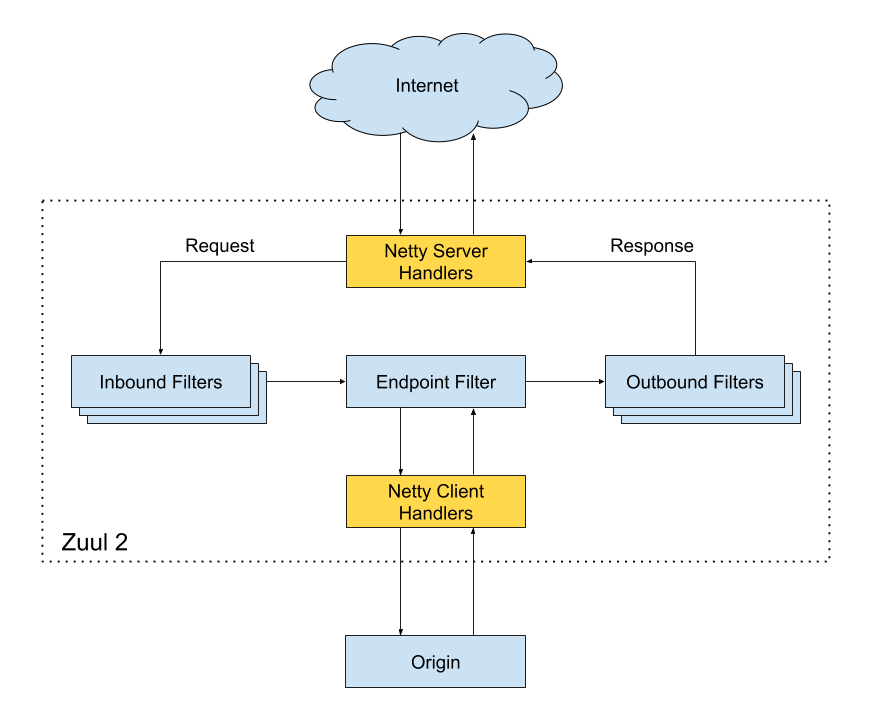 Internet
Request
Netty Server
Handlers
Response
Inbound Filters
Endpoint Filter
Outbound Filters
Netty Client
Handlers
Zuul 2
Origin